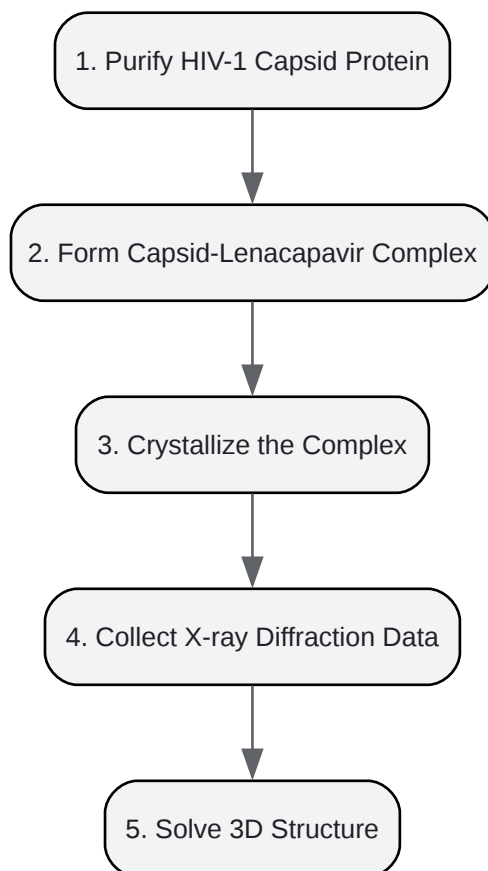 1. Purify HIV-1 Capsid Protein
2. Form Capsid-Lenacapavir Complex
3. Crystallize the Complex
4. Collect X-ray Diffraction Data
5. Solve 3D Structure